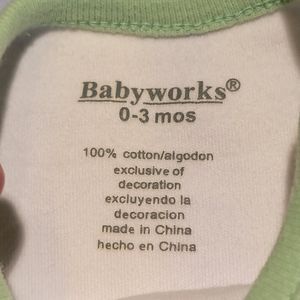 Babyworks®
0-3 mos
100% cotton/algodon
exclusive of
decoration
excluyendo la
decoracion
made in China
hecho en China